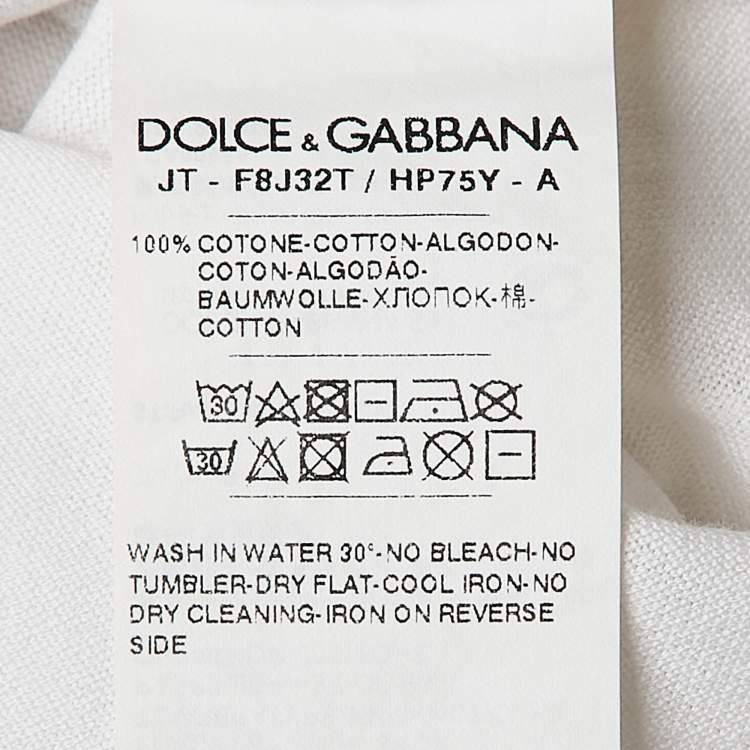 DOLCE & GABBANA
JT - F8J32T / HP75Y - A
100% COTONE-COTTON-ALGODON-
COTON-ALGODÃO-
BAUMWOLLE-ХЛОПОК-棉-
COTTON
30
30
WASH IN WATER 30°-NO BLEACH-NO
TUMBLER-DRY FLAT-COOL IRON-NO
DRY CLEANING-IRON ON REVERSE
SIDE